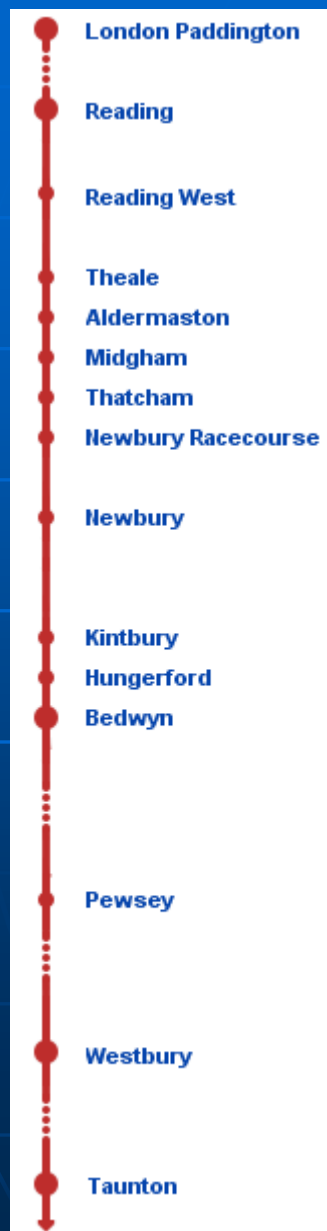 London Paddington
Reading
Reading West
Theale
Aldermaston
Midgham
Thatcham
Newbury Racecourse
Newbury
Kintbury
Hungerford
Bedwyn
Pewsey
Westbury
Taunton